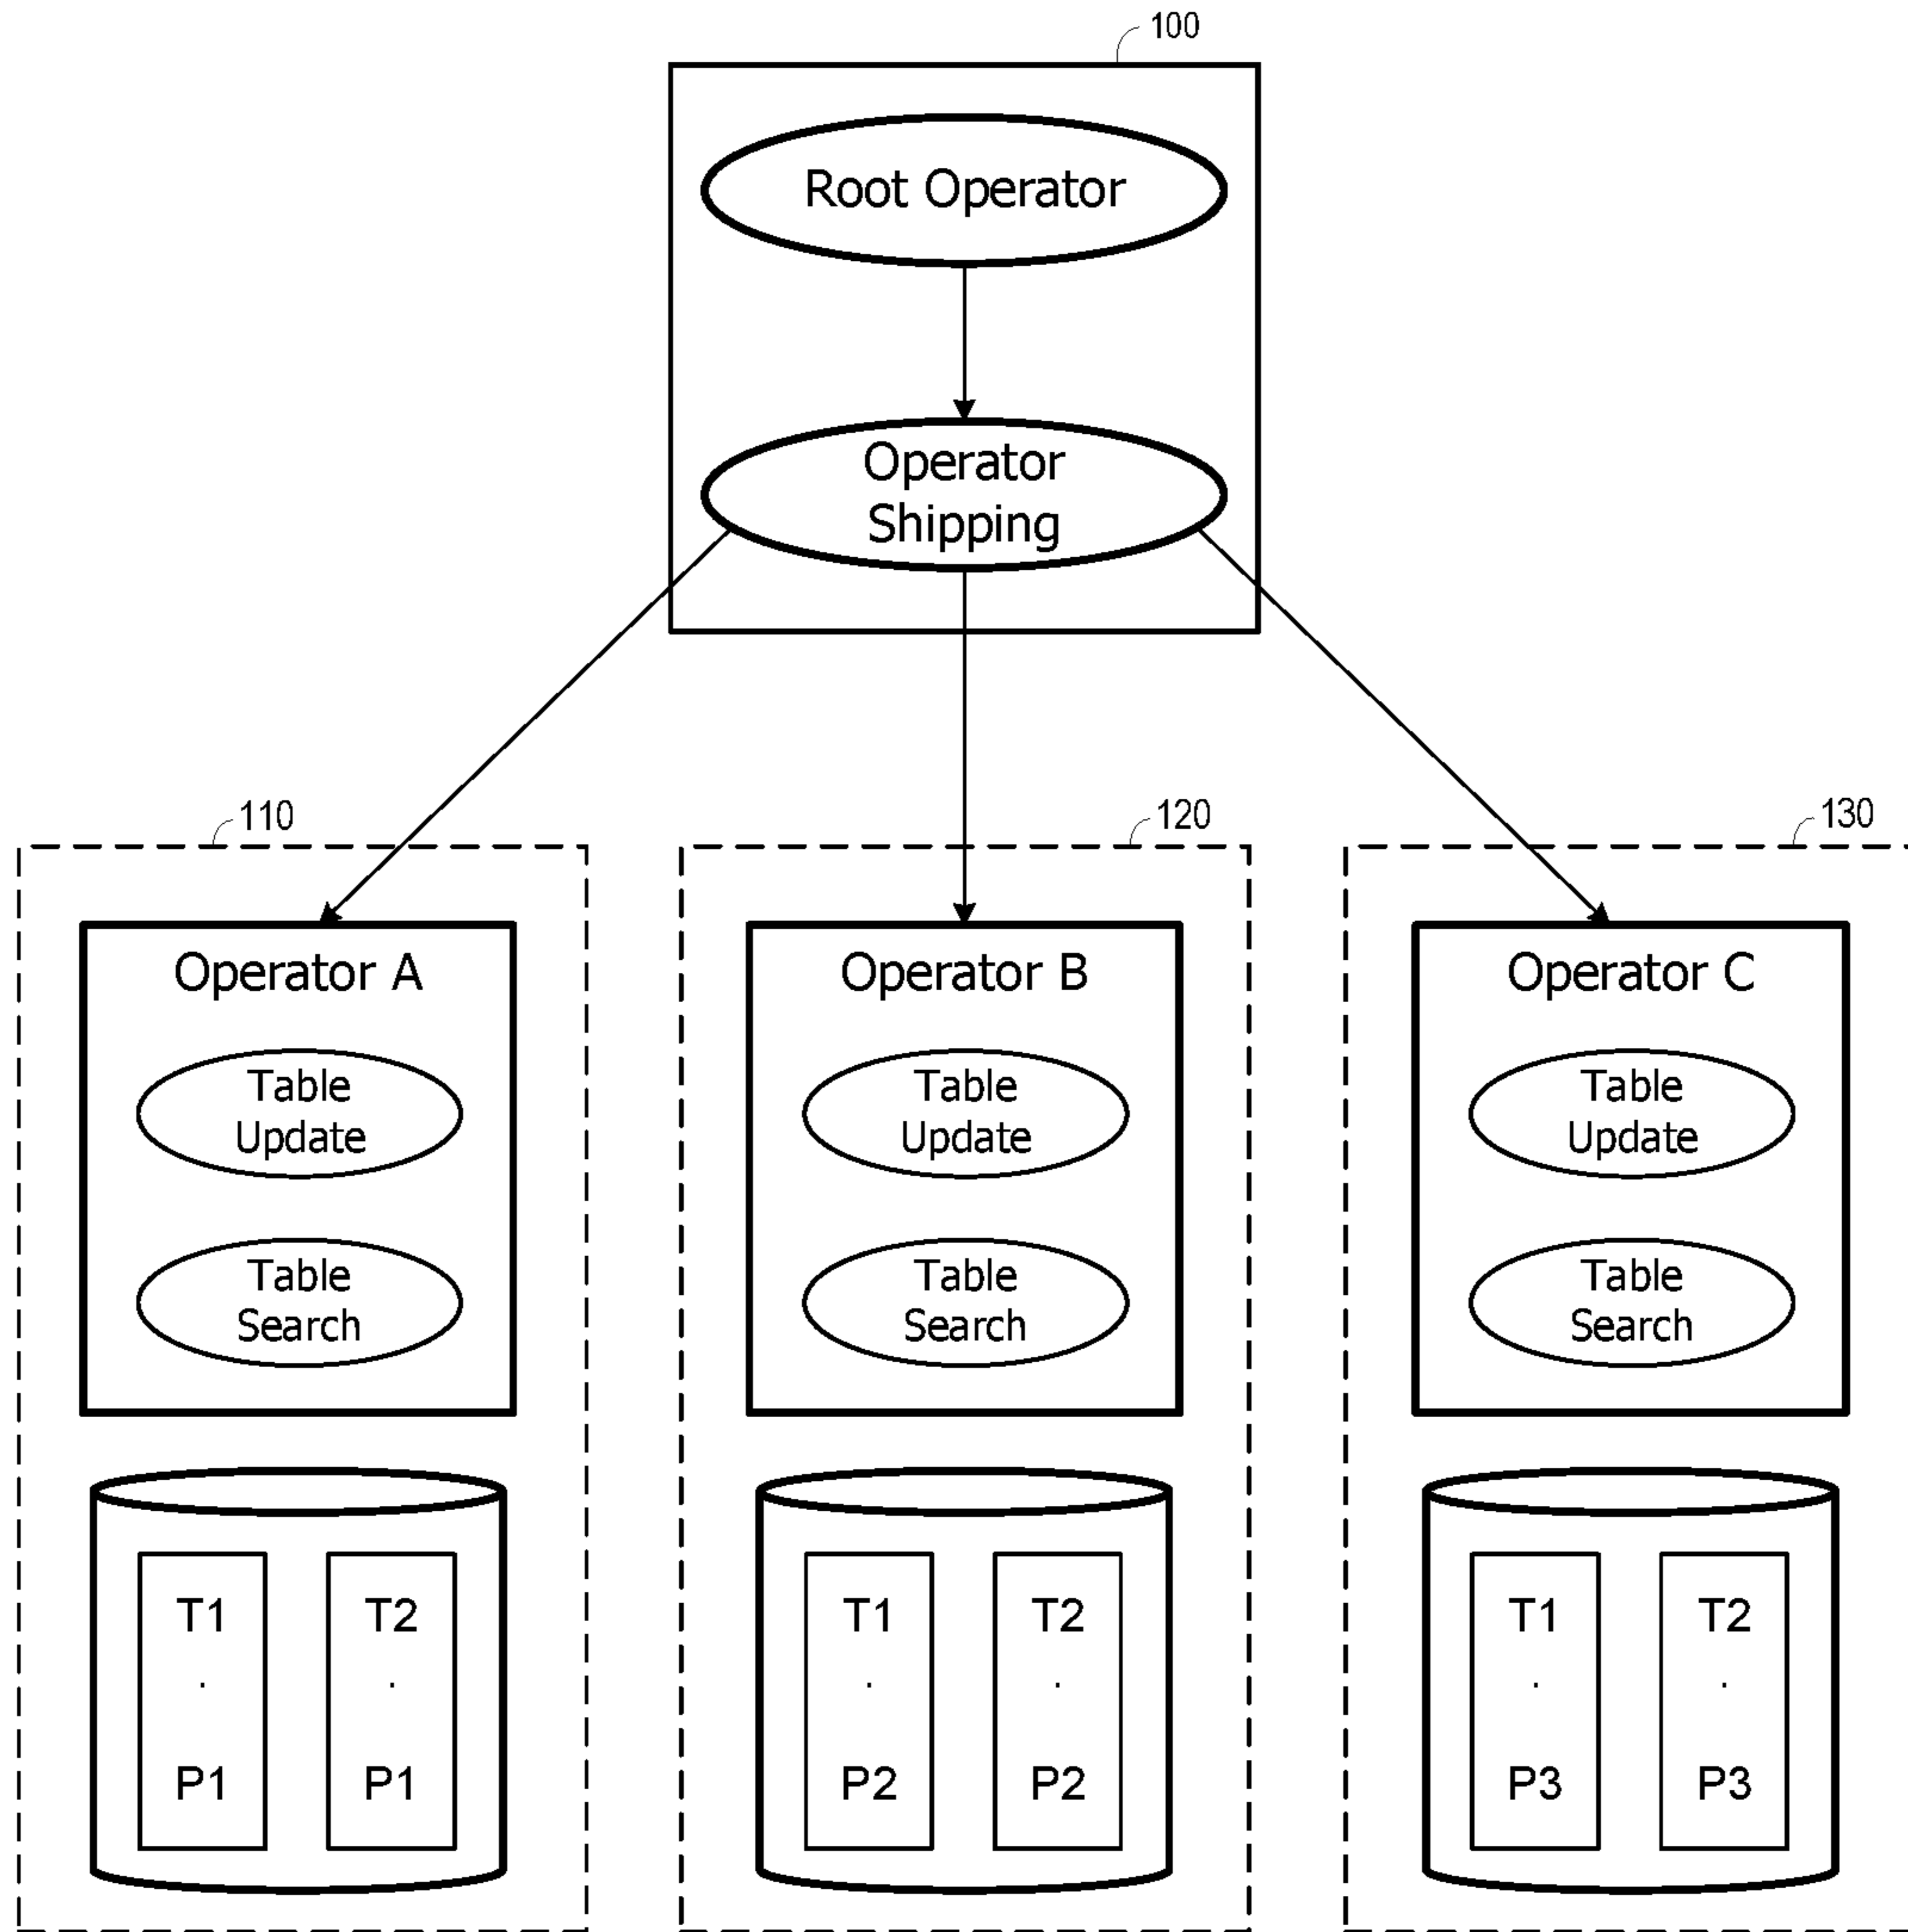 100
Root Operator
Operator
Shipping
110
120
130
Operator A
Table
Update
Table
Search
T1
.
P1
T2
.
P1
Operator B
Table
Update
Table
Search
T1
.
P2
T2
.
P2
Operator C
Table
Update
Table
Search
T1
.
P3
T2
.
P3